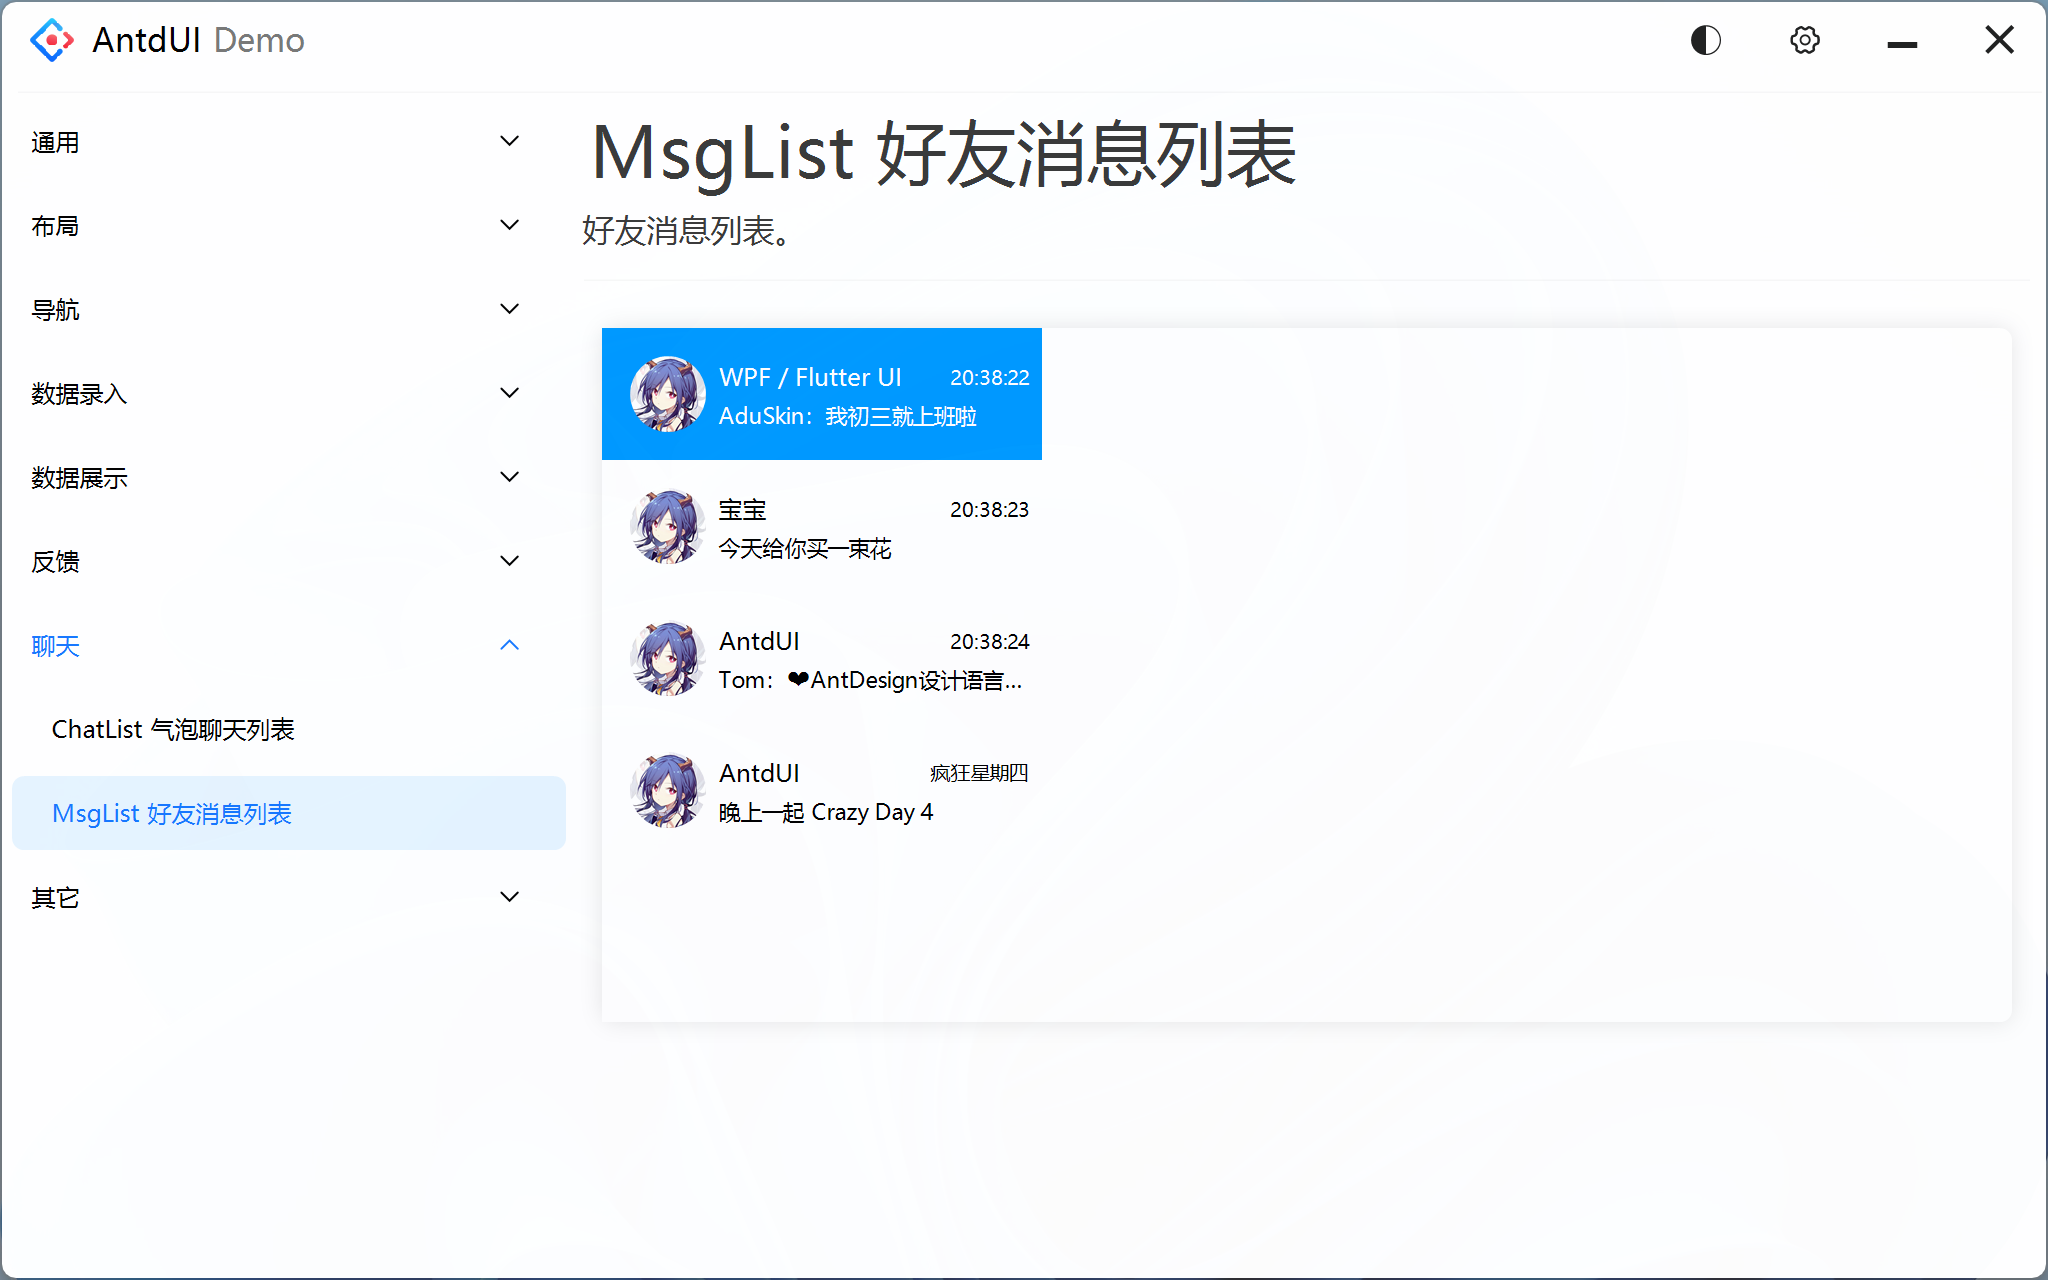 AntdUI Demo
通用
布局
导航
数据录入
数据展示
反馈
聊天
ChatList 气泡聊天列表
MsgList 好友消息列表
其它
MsgList 好友消息列表
好友消息列表。
WPF / Flutter UI 20:38:22
AduSkin：我初三就上班啦
宝宝 20:38:23
今天给你买一束花
AntdUI 20:38:24
Tom：❤AntDesign设计语言...
AntdUI 疯狂星期四
晚上一起 Crazy Day 4